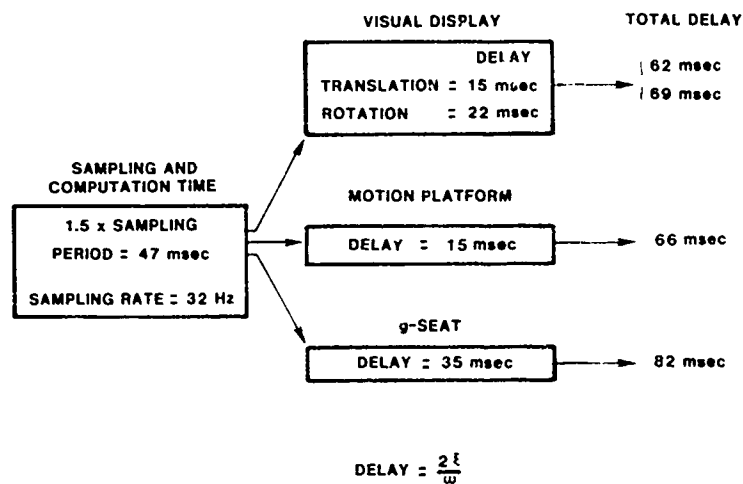 VISUAL DISPLAY
TOTAL DELAY
DELAY
TRANSLATION = 15 msec
ROTATION = 22 msec
62 msec
69 msec
SAMPLING AND
COMPUTATION TIME
1.5 x SAMPLING
PERIOD = 47 msec
SAMPLING RATE = 32 Hz
MOTION PLATFORM
DELAY = 15 msec
66 msec
g-SEAT
DELAY = 35 msec
82 msec
DELAY = 2ξ/ω